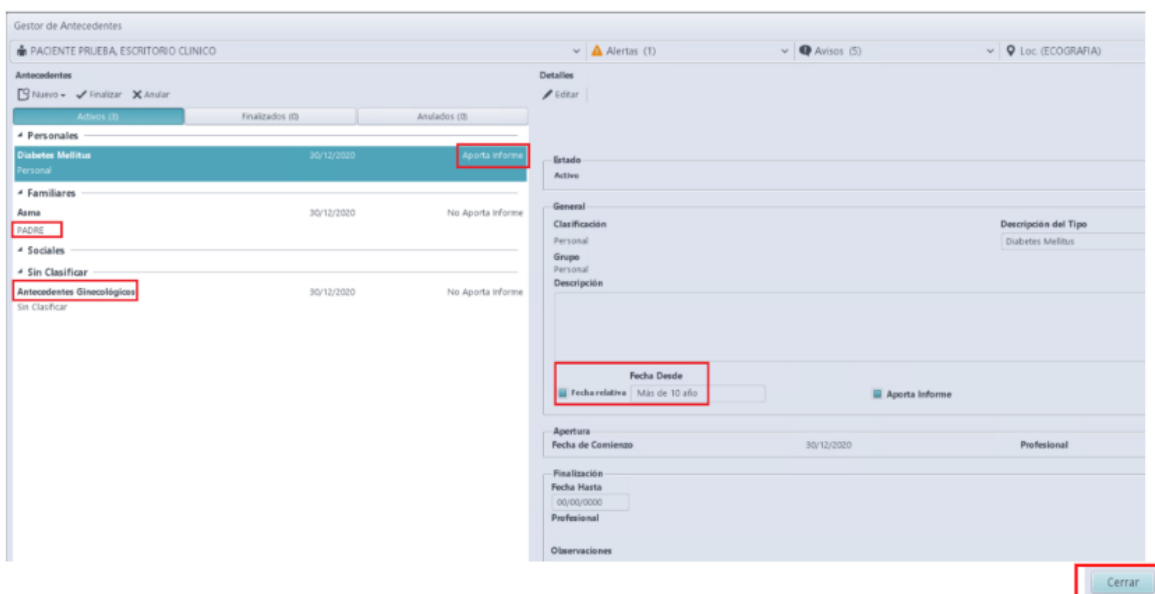 Gestor de Antecedentes
PACIENTE PRUEBA, ESCRITORIO CLINICO
Alertas (1)
Avisos (5)
Loc. (ECOGRAFIA)
Antecedentes
Nuevo
Finalizar
Anular
Activos (3)
Finalizados (0)
Anulados (0)
Personales
Diabetes Mellitus 30/12/2020 Aporta Informe
Personal
Familiares
Asma 30/12/2020 No Aporta Informe
PADRE
Sociales
Sin Clasificar
Antecedentes Ginecológicos 30/12/2020 No Aporta Informe
Sin Clasificar
Detalles
Editar
Estado
Activo
General
Clasificación
Personal
Descripción del Tipo
Diabetes Mellitus
Grupo
Personal
Descripción
Fecha Desde
Fecha relativa Más de 10 año
Aporta Informe
Apertura
Fecha de Comienzo 30/12/2020 Profesional
Finalización
Fecha Hasta
00/00/0000
Profesional
Observaciones
Cerrar